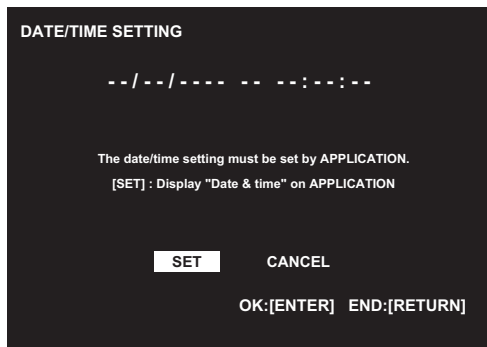 DATE/TIME SETTING
--/--/---- -- --:--:--
The date/time setting must be set by APPLICATION.
[SET] : Display "Date & time" on APPLICATION
SET CANCEL
OK:[ENTER] END:[RETURN]